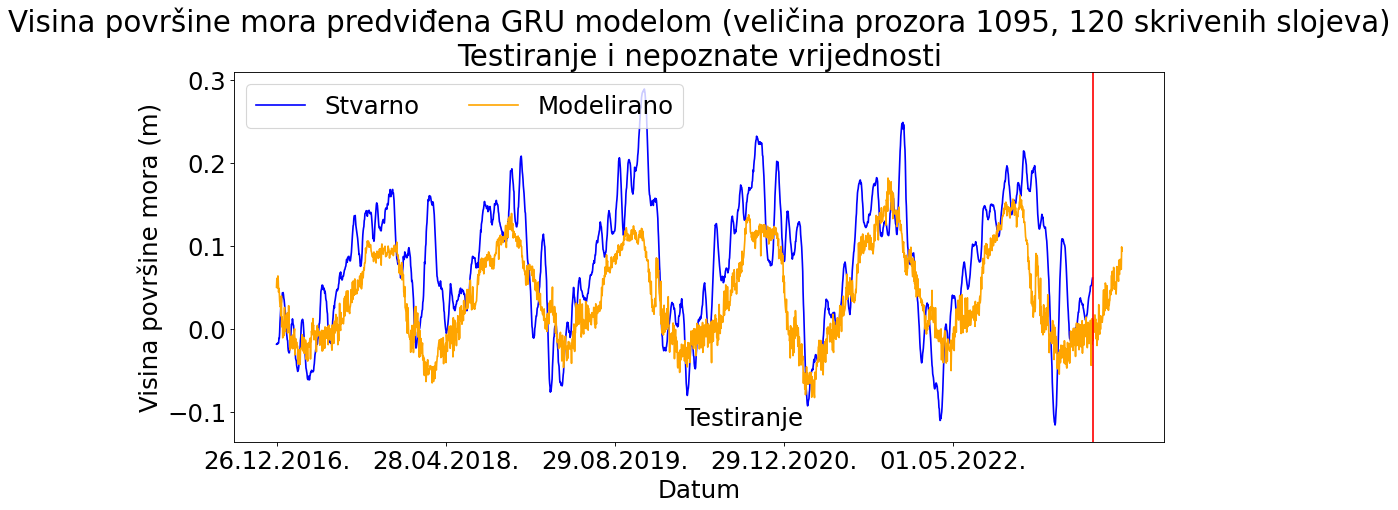 Visina površine mora predviđena GRU modelom (veličina prozora 1095, 120 skrivenih slojeva)
Testiranje i nepoznate vrijednosti
Stvarno
Modelirano
Visina površine mora (m)
0.3
0.2
0.1
0.0
−0.1
Testiranje
26.12.2016.
28.04.2018.
29.08.2019.
29.12.2020.
01.05.2022.
Datum